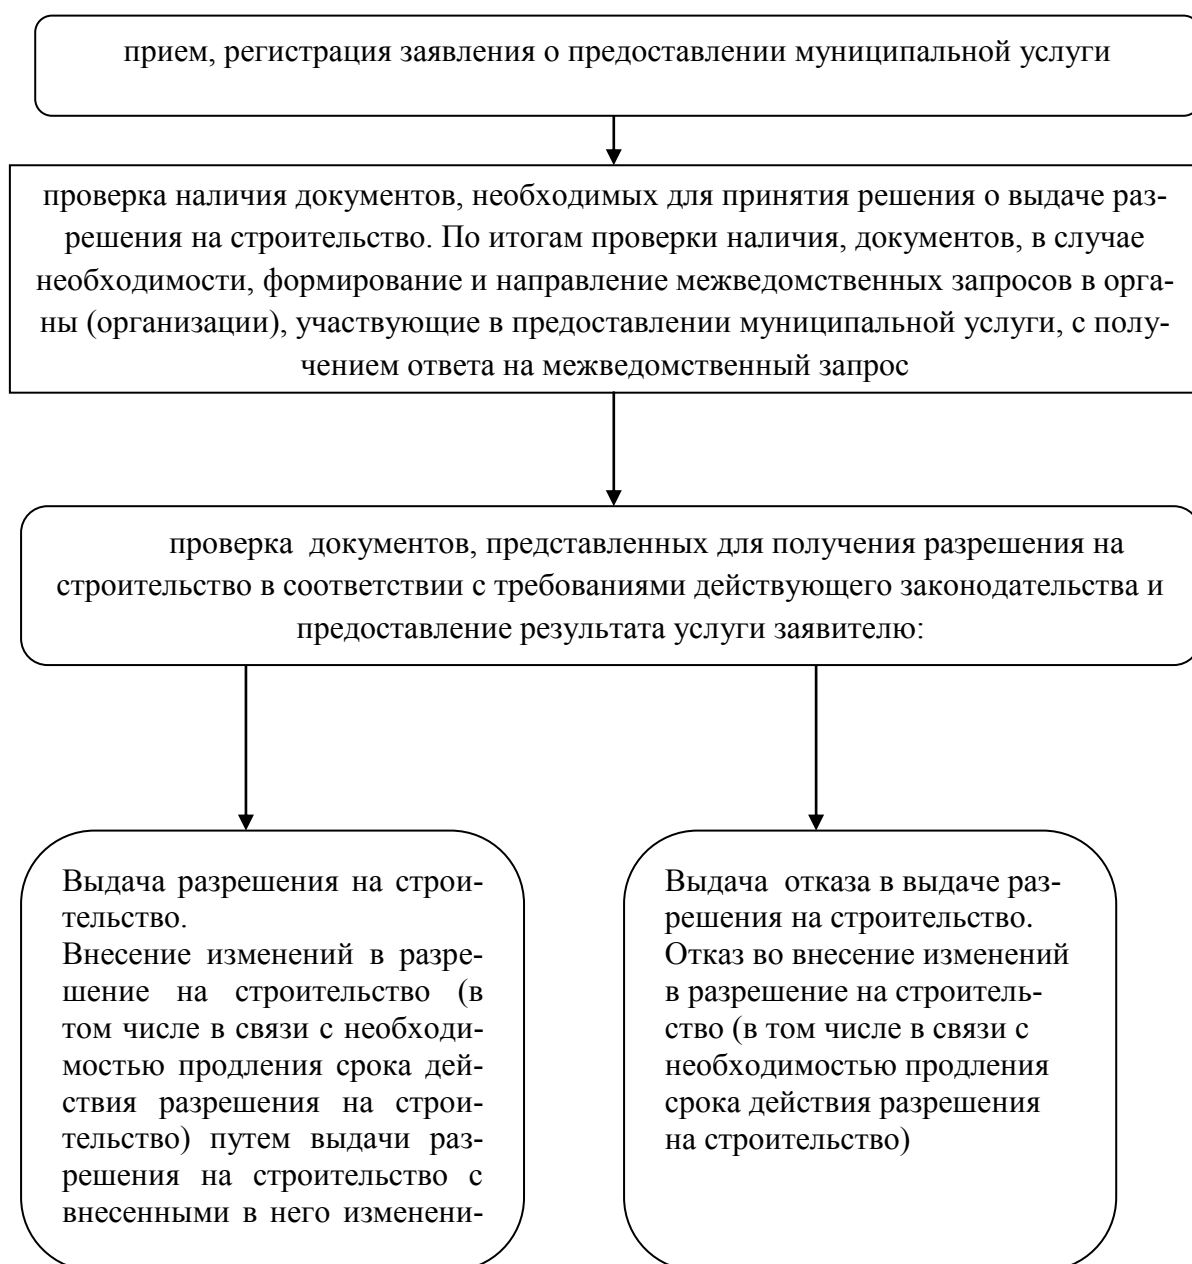 прием, регистрация заявления о предоставлении муниципальной услуги
проверка наличия документов, необходимых для принятия решения о выдаче раз-
решения на строительство. По итогам проверки наличия, документов, в случае
необходимости, формирование и направление межведомственных запросов в орга-
ны (организации), участвующие в предоставлении муниципальной услуги, с полу-
чением ответа на межведомственный запрос
проверка  документов, представленных для получения разрешения на
строительство в соответствии с требованиями действующего законодательства и
предоставление результата услуги заявителю:
Выдача разрешения на строи-
тельство.
Внесение изменений в разре-
шение на строительство (в
том числе в связи с необходи-
мостью продления срока дей-
ствия разрешения на строи-
тельство) путем выдачи раз-
решения на строительство с
внесенными в него изменени-
Выдача  отказа в выдаче раз-
решения на строительство.
Отказ во внесение изменений
в разрешение на строитель-
ство (в том числе в связи с
необходимостью продления
срока действия разрешения
на строительство)